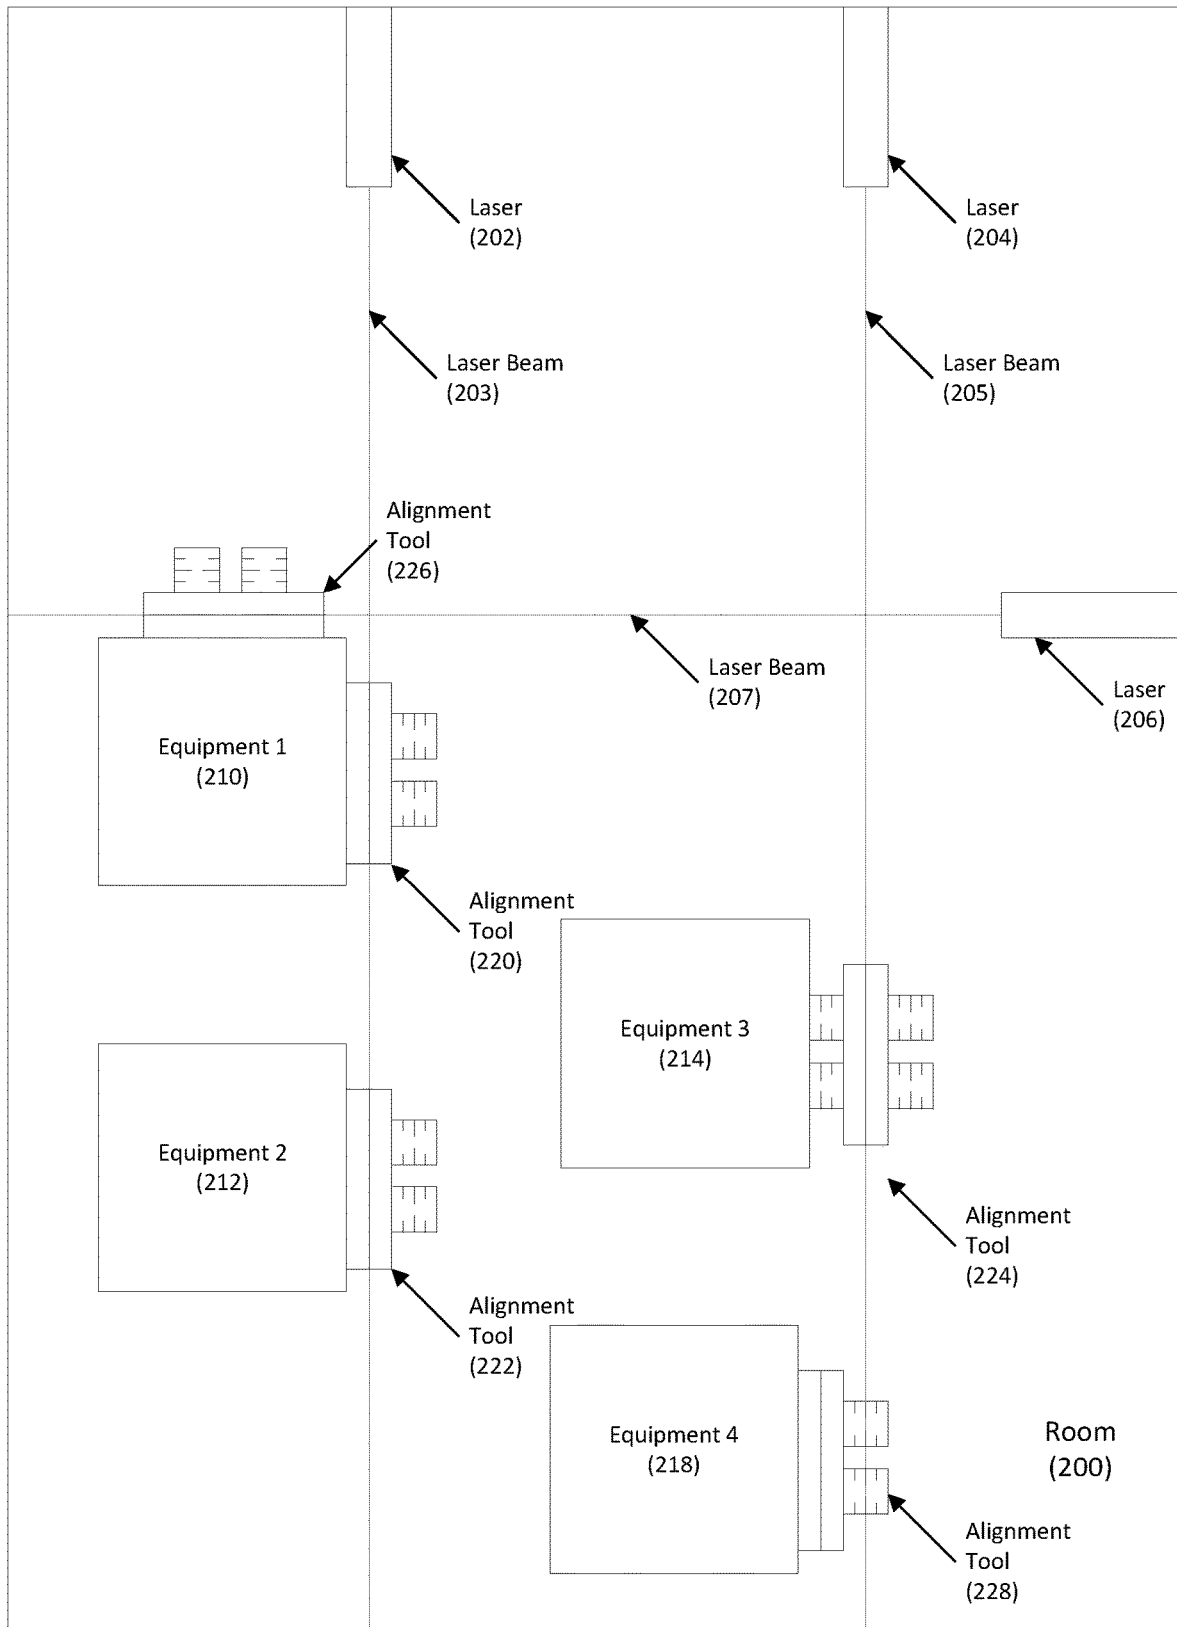 Laser
(202)
Laser
(204)
Laser Beam
(203)
Laser Beam
(205)
Alignment
Tool
(226)
Laser Beam
(207)
Laser
(206)
Equipment 1
(210)
Alignment
Tool
(220)
Equipment 3
(214)
Equipment 2
(212)
Alignment
Tool
(224)
Alignment
Tool
(222)
Equipment 4
(218)
Room
(200)
Alignment
Tool
(228)